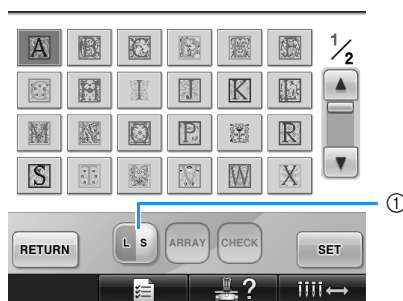 A B C D E F
1/2
G H I J K L
M N O P Q R
S T U V W X
①
RETURN
L S
ARRAY
CHECK
SET
?